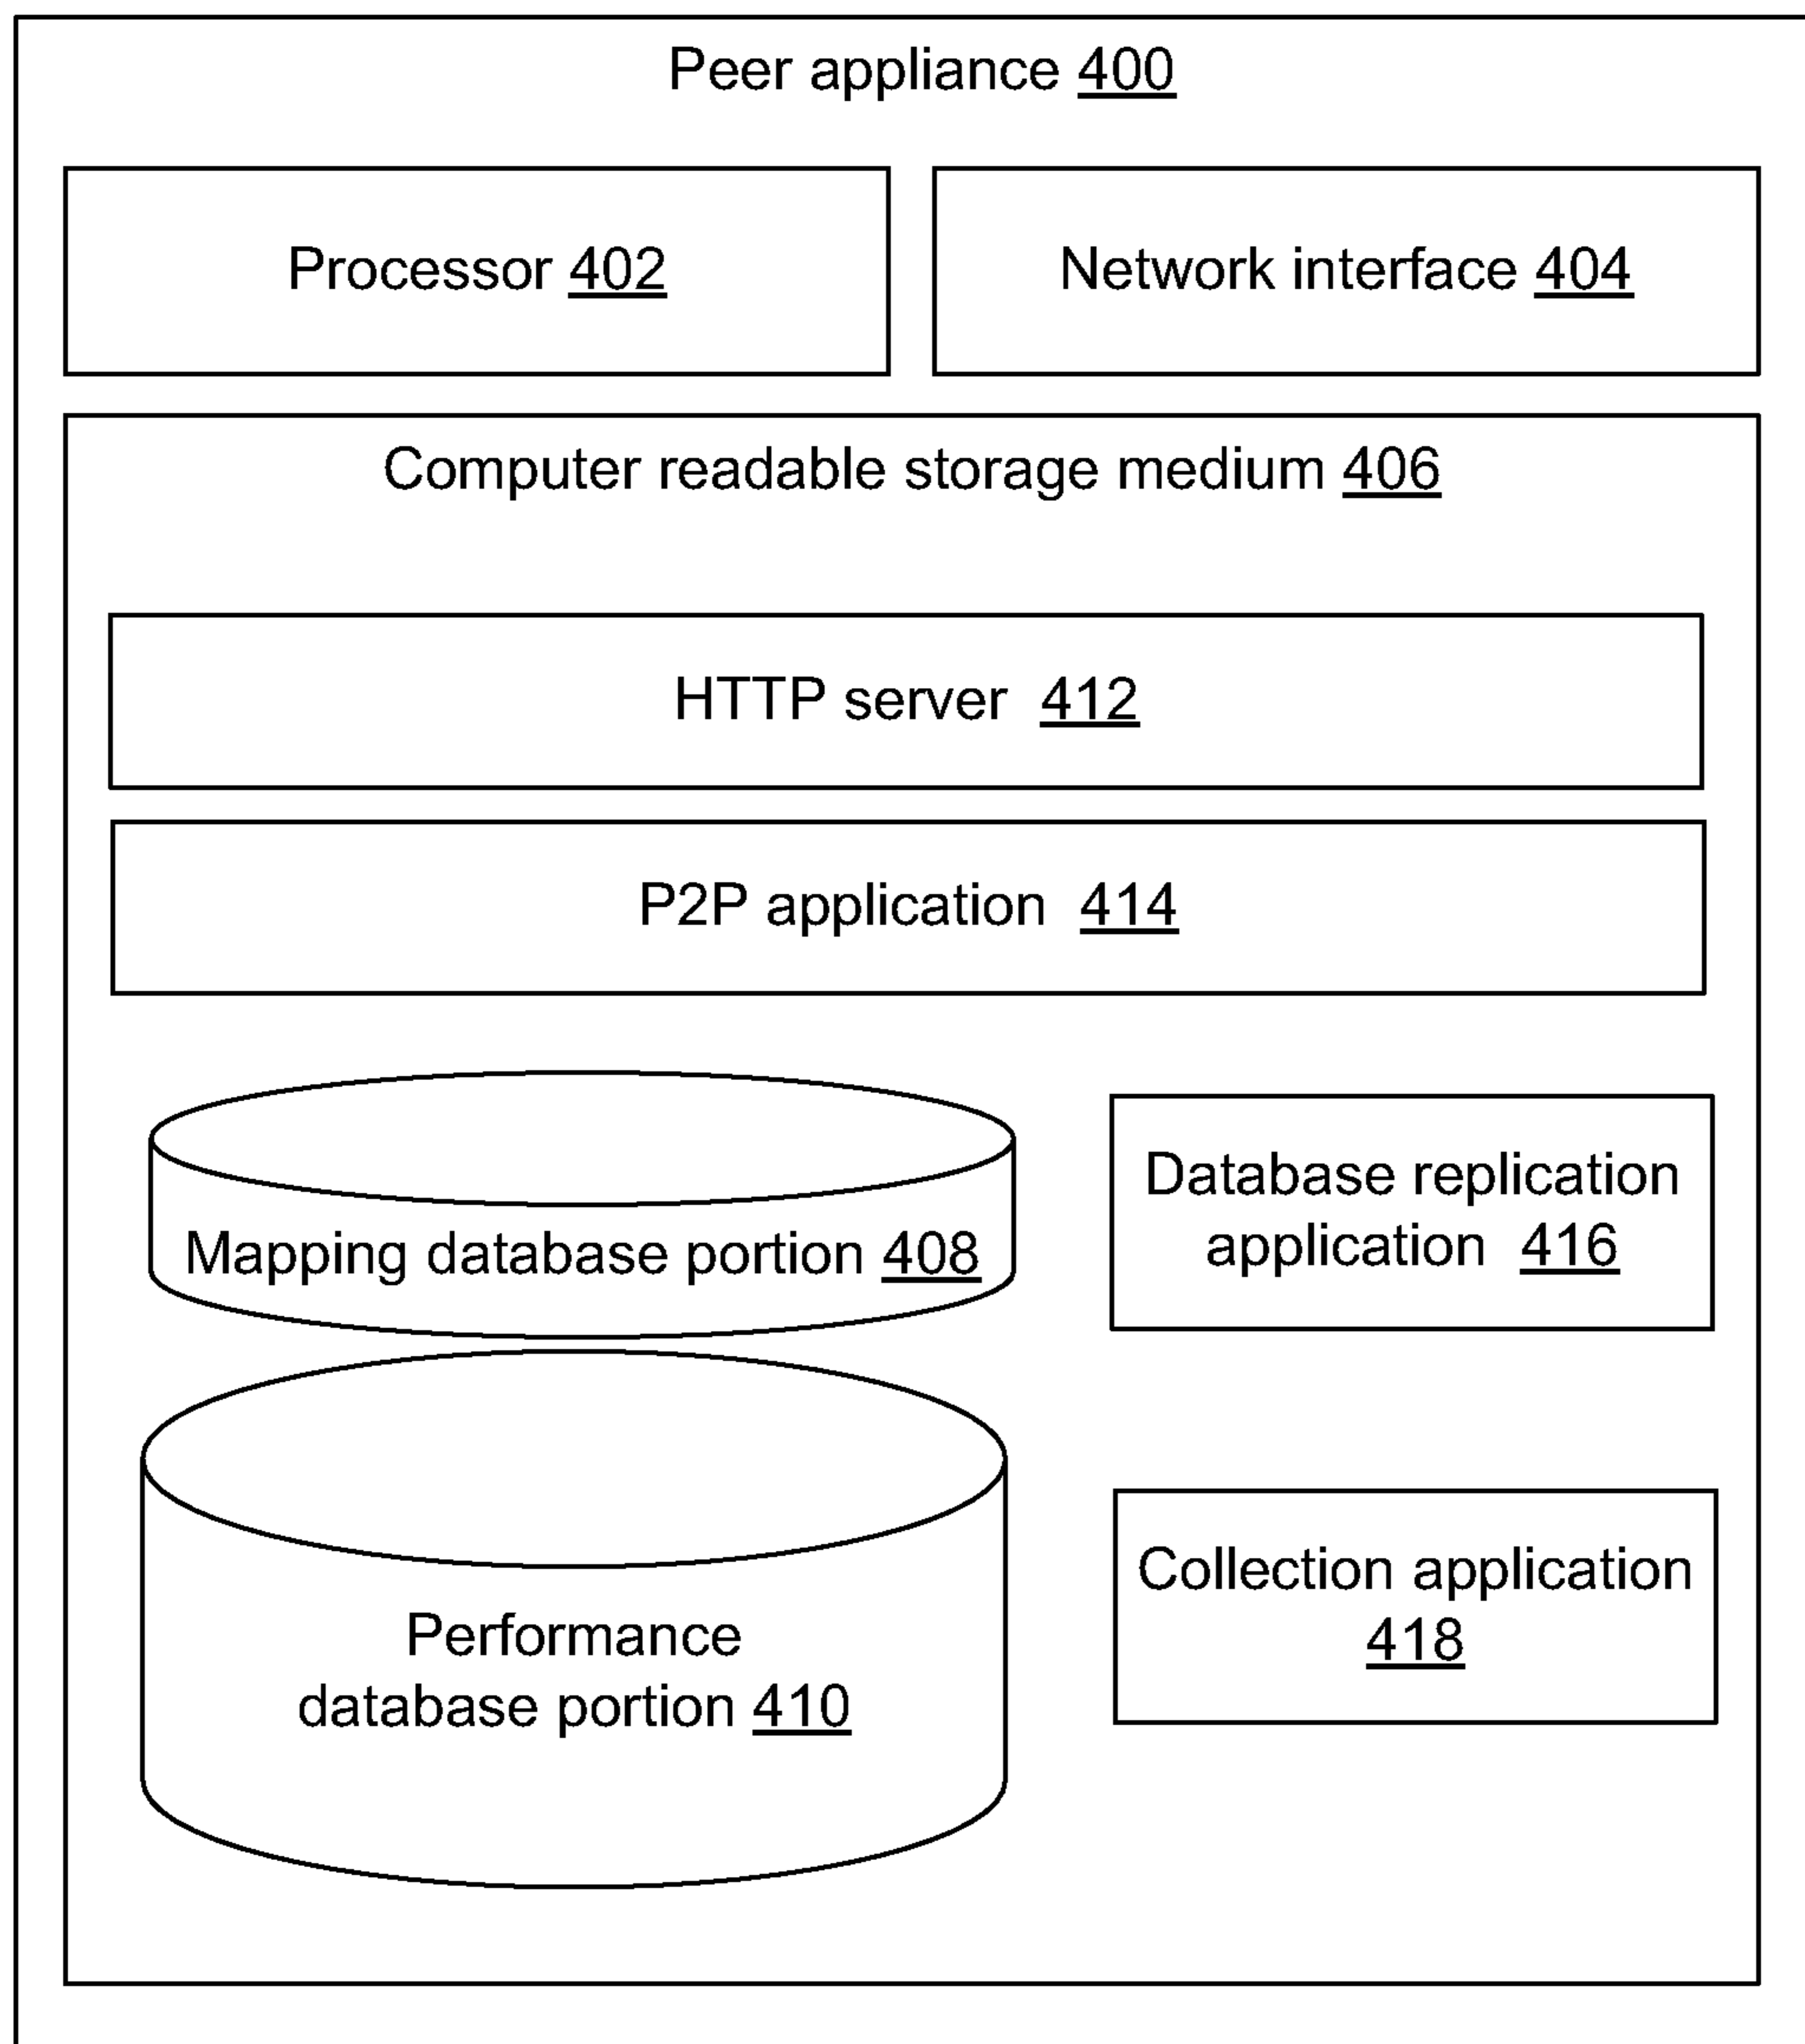 Peer appliance 400
Processor 402
Network interface 404
Computer readable storage medium 406
HTTP server 412
P2P application 414
Mapping database portion 408
Database replication
application 416
Performance
database portion 410
Collection application
418